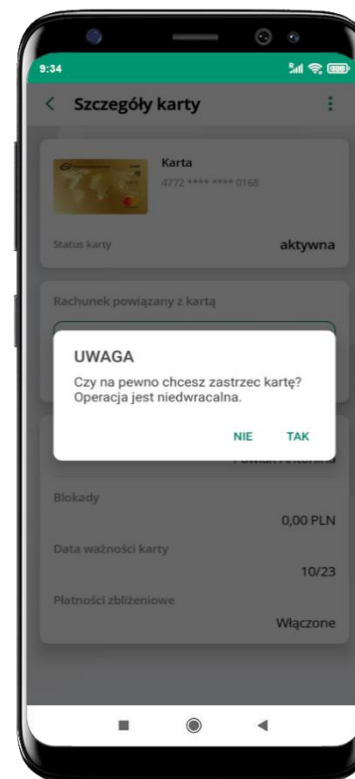 9:34
Szczegóły karty
Karta
4772 **** **** 0168
Status karty
aktywna
Rachunek powiązany z kartą
UWAGA
Czy na pewno chcesz zastrzec kartę?
Operacja jest niedwracalna.
NIE
TAK
Blokady
0,00 PLN
Data ważności karty
10/23
Płatności zbliżeniowe
Włączone